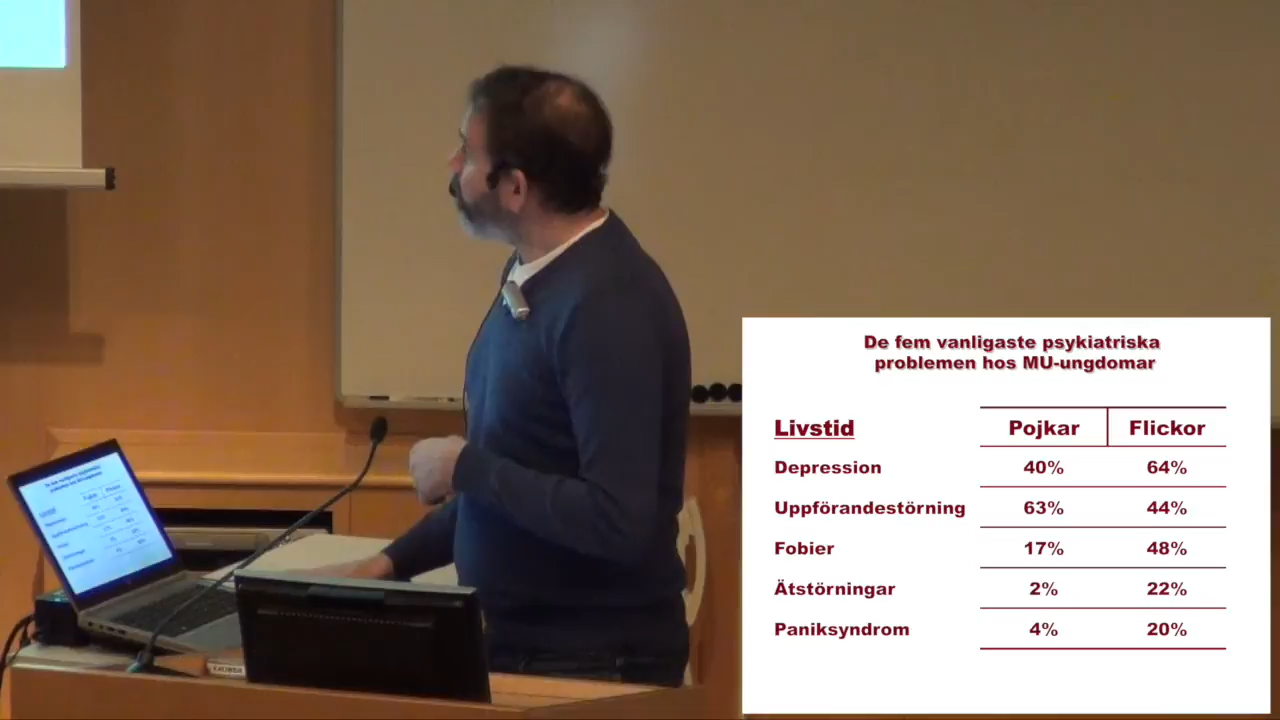 De fem vanligaste psykiatriska
problemen hos MU-ungdomar
Livstid Pojkar Flickor
Depression 40% 64%
Uppförandestörning 63% 44%
Fobier 17% 48%
Ätstörningar 2% 22%
Paniksyndrom 4% 20%